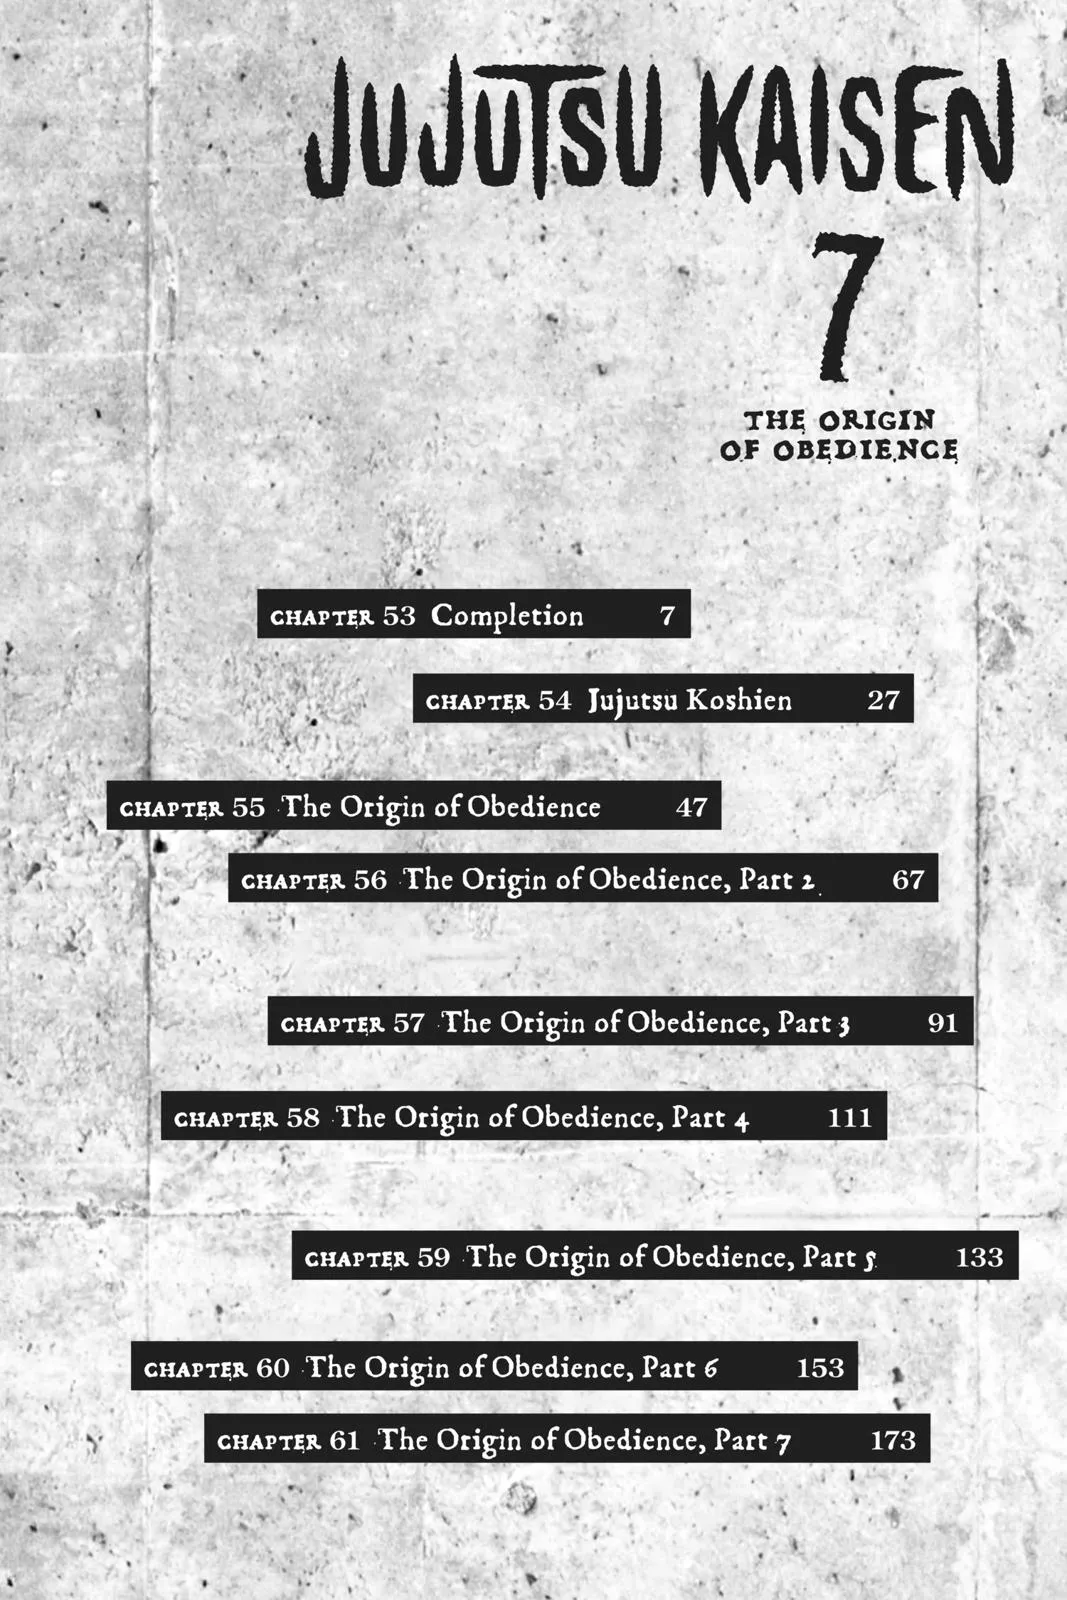 JUJUTSU KAISEN
7
THE ORIGIN
OF OBEDIENCE
CHAPTER 53 Completion 7
CHAPTER 54 Jujutsu Koshien 27
CHAPTER 55 The Origin of Obedience 47
CHAPTER 56 The Origin of Obedience, Part 2 67
CHAPTER 57 The Origin of Obedience, Part 3 91
CHAPTER 58 The Origin of Obedience, Part 4 111
CHAPTER 59 The Origin of Obedience, Part 5 133
CHAPTER 60 The Origin of Obedience, Part 6 153
CHAPTER 61 The Origin of Obedience, Part 7 173